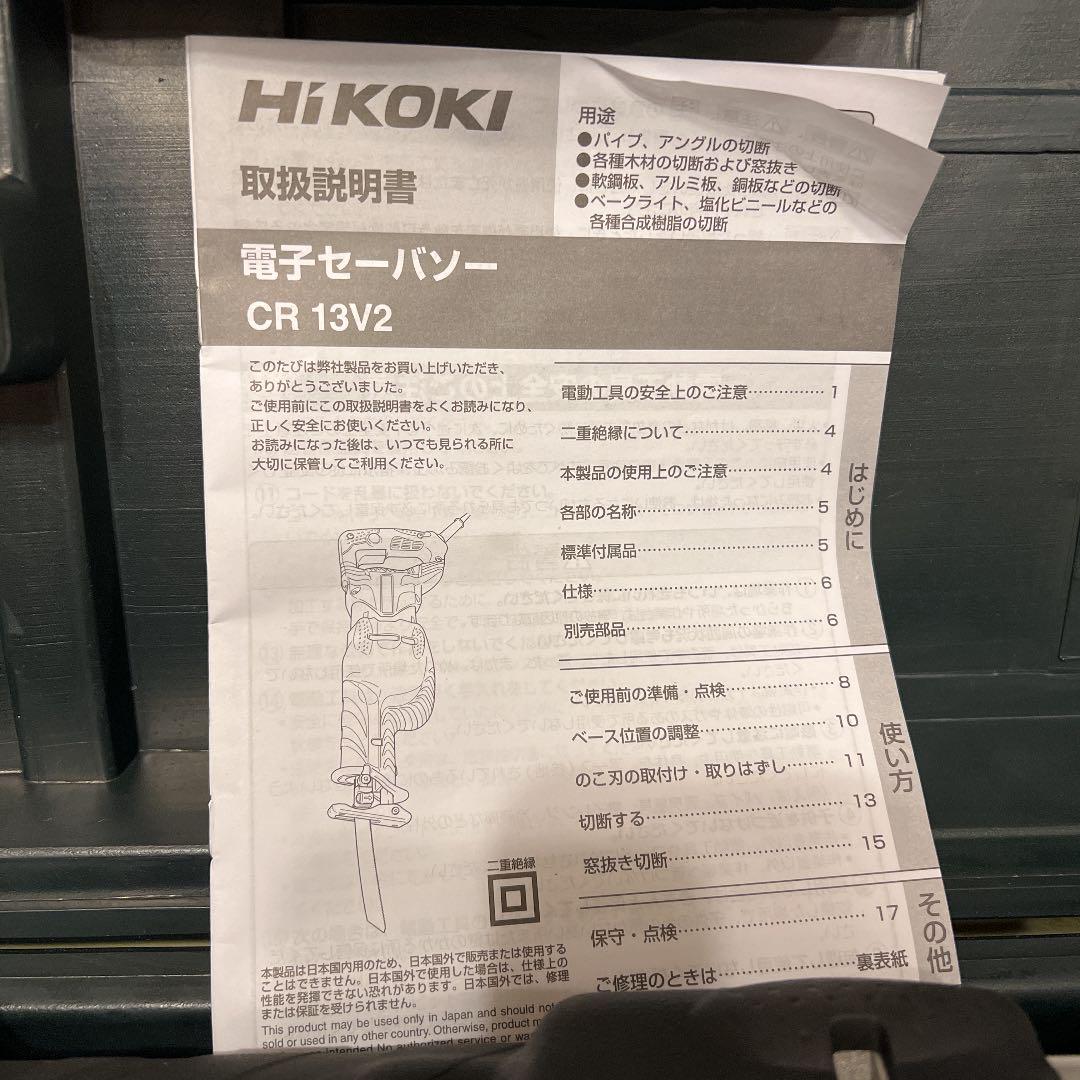 HiKOKI
取扱説明書
用途
●パイプ、アングルの切断
●各種木材の切断および窓抜き
●軟鋼板、アルミ板、銅板などの切断
●ベークライト、塩化ビニールなどの
各種合成樹脂の切断
電子セーバソー
CR 13V2
このたびは弊社製品をお買い上げいただき、
ありがとうございました。
ご使用前にこの取扱説明書をよくお読みになり、
正しく安全にお使いください。
お読みになった後は、いつでも見られる所に
大切に保管してご利用ください。
はじめに
電動工具の安全上のご注意……………1
二重絶縁について……………4
本製品の使用上のご注意……………4
各部の名称……………5
標準付属品……………5
仕様……………6
別売部品……………6
使い方
ご使用前の準備・点検……………8
ベース位置の調整……………10
のこ刃の取付け・取りはずし………11
切断する……………13
窓抜き切断……………15
その他
保守・点検……………17
ご修理のときは……………裏表紙
二重絶縁
本製品は日本国内用のため、日本国外で販売または使用する
ことはできません。日本国外で使用した場合は、仕様上の
性能を発揮できない恐れがあります。日本国外では、修理
または保証を受けられません。
This product may be used only in Japan and should not
sold or used in any other country. Otherwise, product
intended No authorized service or